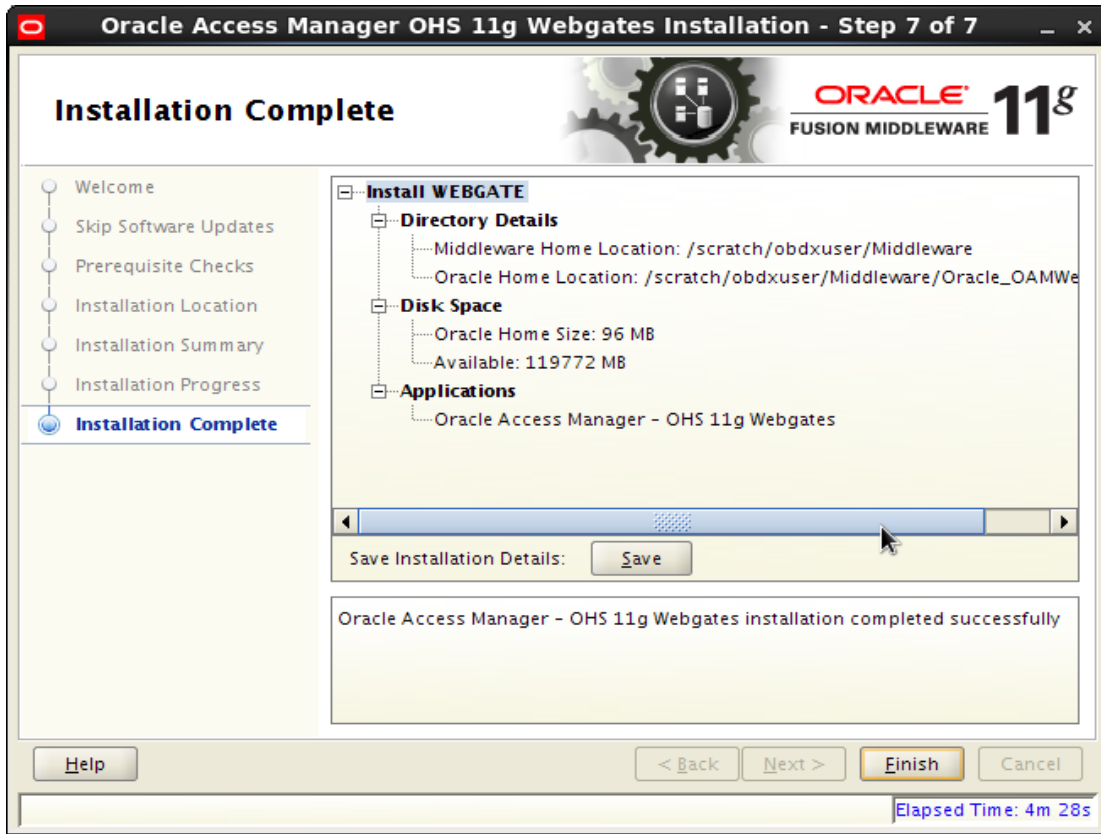 Oracle Access Manager OHS 11g Webgates Installation - Step 7 of 7
Installation Complete
ORACLE
FUSION MIDDLEWARE 11g
Welcome
Skip Software Updates
Prerequisite Checks
Installation Location
Installation Summary
Installation Progress
Installation Complete
Install WEBGATE
Directory Details
Middleware Home Location: /scratch/obdxuser/Middleware
Oracle Home Location: /scratch/obdxuser/Middleware/Oracle_OAMWe
Disk Space
Oracle Home Size: 96 MB
Available: 119772 MB
Applications
Oracle Access Manager - OHS 11g Webgates
Save Installation Details: Save
Oracle Access Manager - OHS 11g Webgates installation completed successfully
Help < Back Next > Finish Cancel
Elapsed Time: 4m 28s